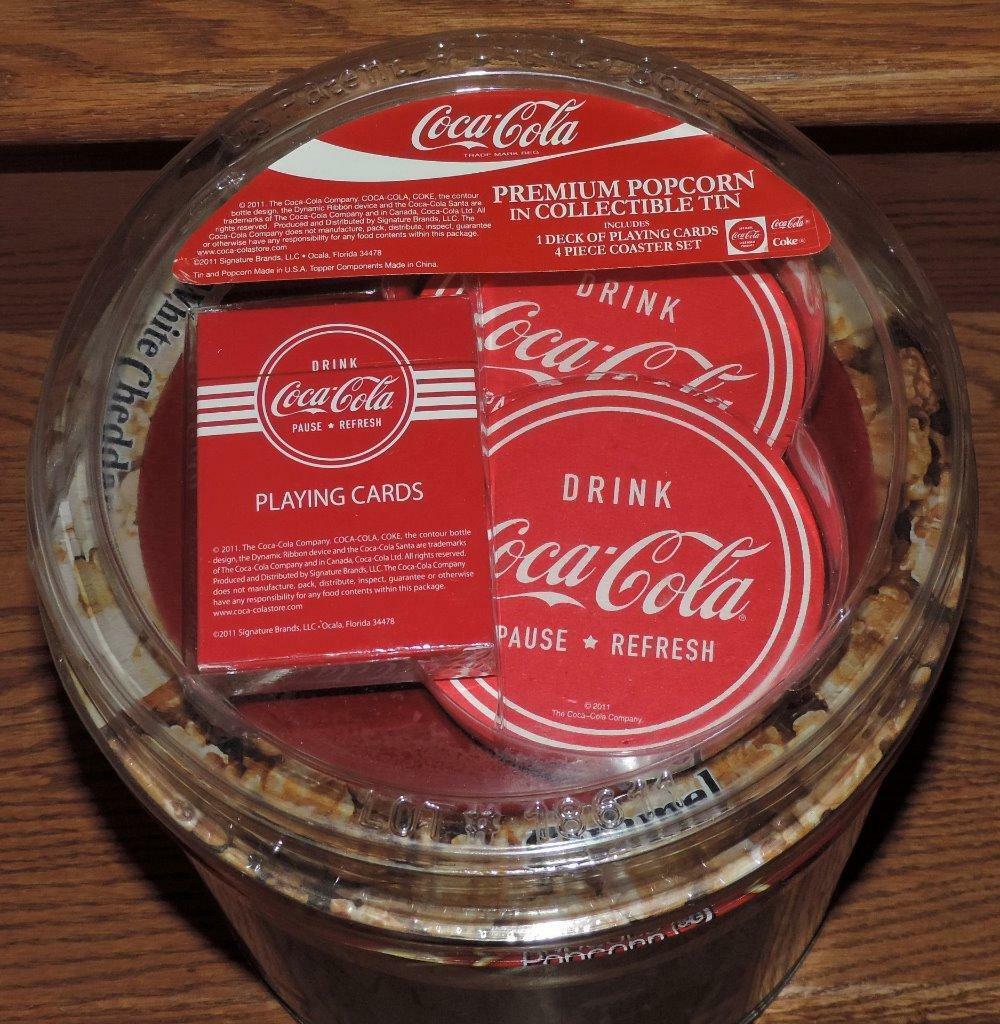 Coca-Cola
TRADE MARK REG
© 2011. The Coca-Cola Company. COCA-COLA, COKE, the contour
bottle design, the Dynamic Ribbon device and the Coca-Cola Santa are
trademarks of The Coca-Cola Company and in Canada, Coca-Cola Ltd. All
rights reserved. Produced and Distributed by Signature Brands, LLC. The
Coca-Cola Company does not manufacture, pack, distribute, inspect, guarantee
or otherwise have any responsibility for any food contents within this package.
www.coca-colastore.com
©2011 Signature Brands, LLC • Ocala, Florida 34478
Tin and Popcorn Made in U.S.A. Topper Components Made in China.
PREMIUM POPCORN
IN COLLECTIBLE TIN
INCLUDES
1 DECK OF PLAYING CARDS
4 PIECE COASTER SET
Coca-Cola
Coca-Cola
Coke®
White Cheddar
DRINK
Coca-Cola
DRINK
Coca-Cola
PAUSE ★ REFRESH
PLAYING CARDS
© 2011. The Coca-Cola Company. COCA-COLA, COKE, the contour bottle
design, the Dynamic Ribbon device and the Coca-Cola Santa are trademarks
of The Coca-Cola Company and in Canada, Coca-Cola Ltd. All rights reserved.
Produced and Distributed by Signature Brands, LLC. The Coca-Cola Company
does not manufacture, pack, distribute, inspect, guarantee or otherwise
have any responsibility for any food contents within this package.
www.coca-colastore.com
©2011 Signature Brands, LLC • Ocala, Florida 34478
DRINK
Coca-Cola®
PAUSE ★ REFRESH
© 2011
The Coca-Cola Company.
LOT ★ 18671